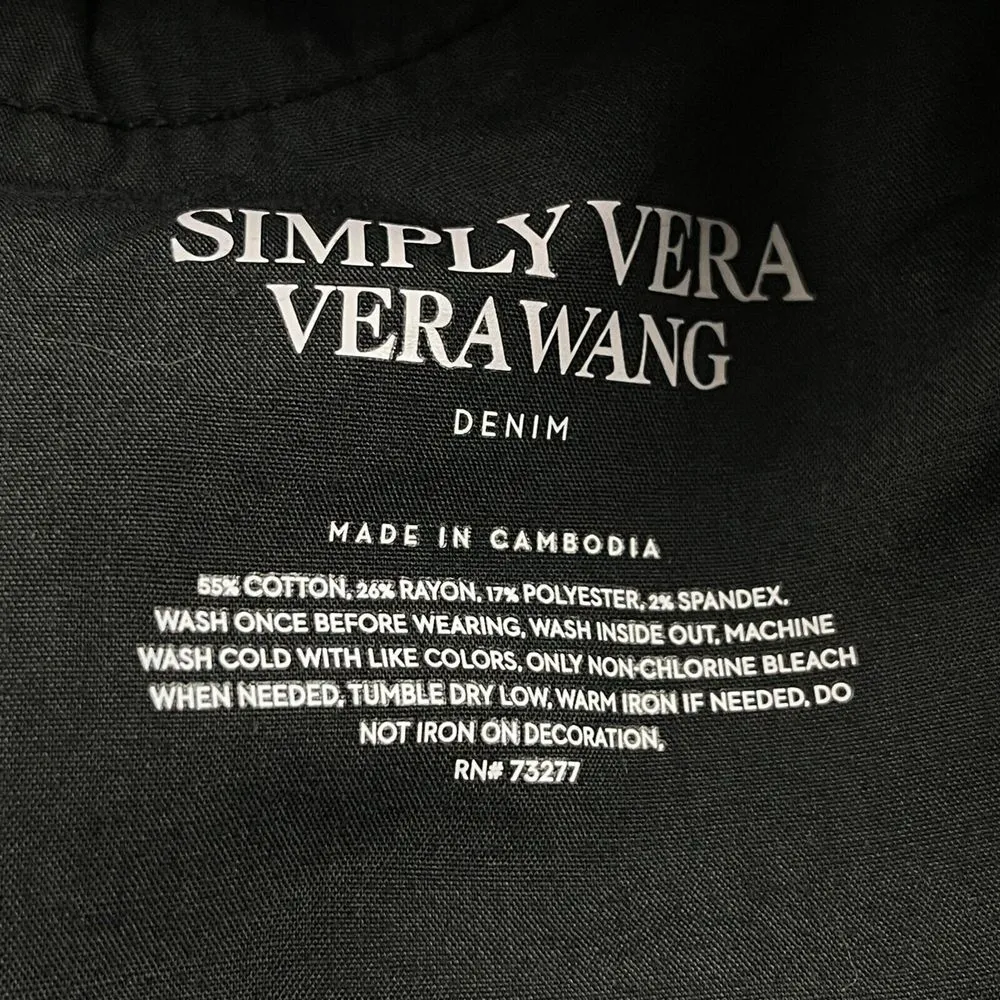 SIMPLY VERA
VERA WANG
DENIM
MADE IN CAMBODIA
55% COTTON, 26% RAYON, 17% POLYESTER, 2% SPANDEX.
WASH ONCE BEFORE WEARING, WASH INSIDE OUT, MACHINE
WASH COLD WITH LIKE COLORS, ONLY NON-CHLORINE BLEACH
WHEN NEEDED, TUMBLE DRY LOW, WARM IRON IF NEEDED, DO
NOT IRON ON DECORATION,
RN# 73277